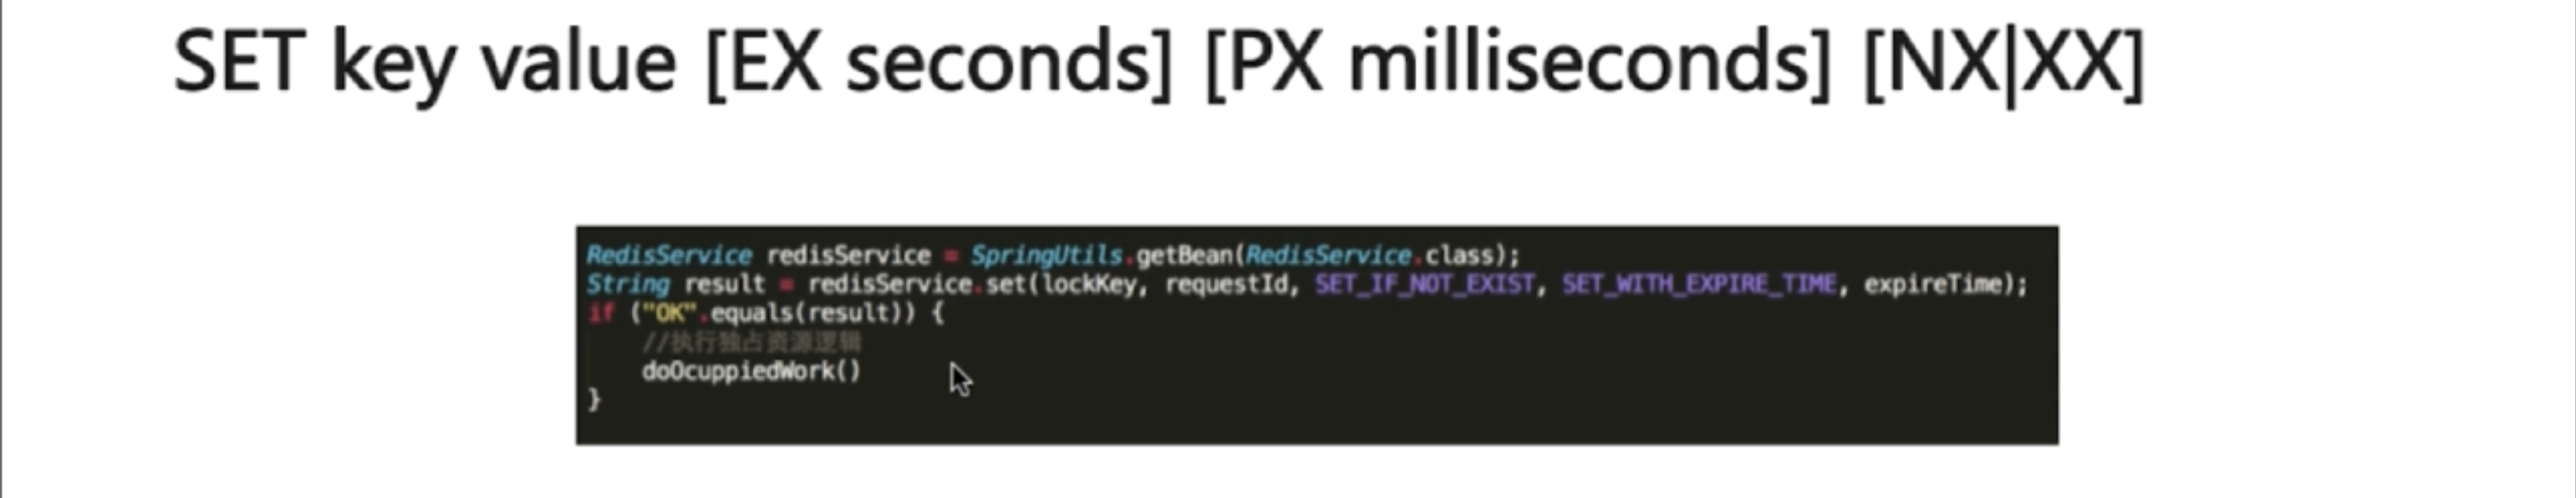 SET key value [EX seconds] [PX milliseconds] [NX|XX]
RedisService redisService = SpringUtils.getBean(RedisService.class);
String result = redisService.set(lockKey, requestId, SET_IF_NOT_EXIST, SET_WITH_EXPIRE_TIME, expireTime);
if ("OK".equals(result)) {
//执行独占资源逻辑
doOcuppiedWork()
}